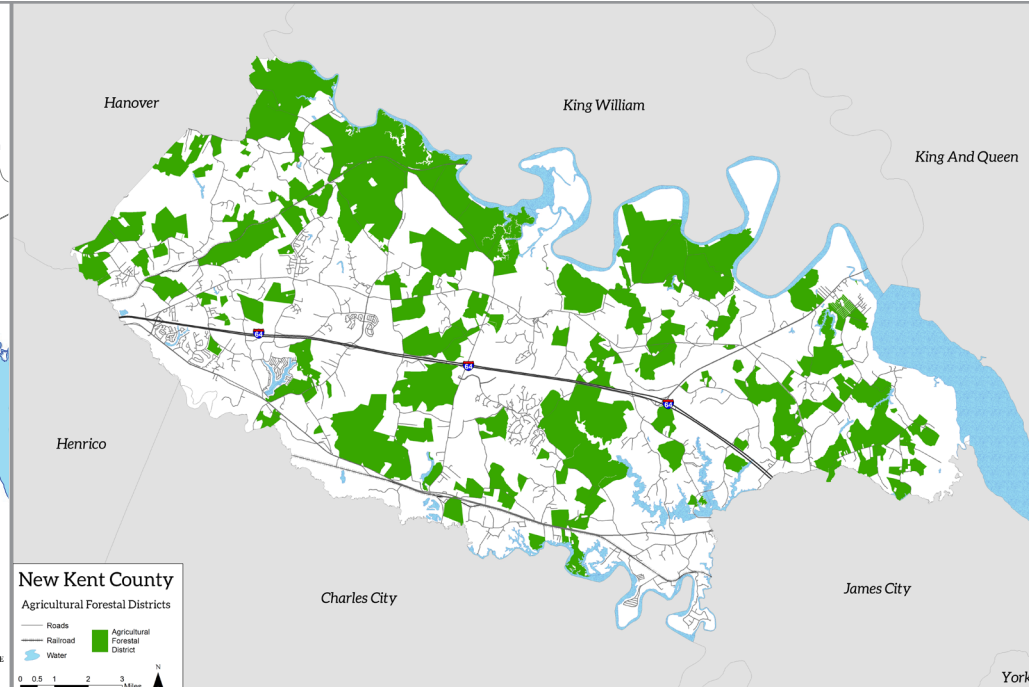 Hanover
King William
King And Queen
64
64
64
Henrico
New Kent County
Agricultural Forestal Districts
Roads
Railroad
Water
Agricultural
Forestal
District
N
0 0.5 1 2 3
Miles
Charles City
James City
York
E